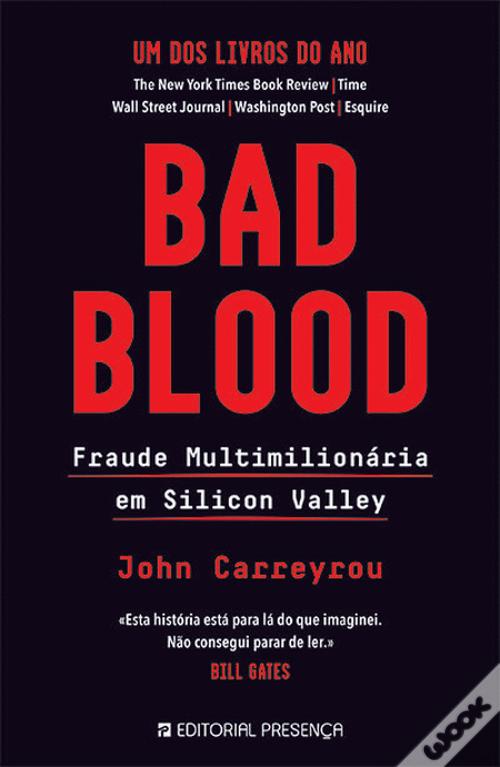 UM DOS LIVROS DO ANO
The New York Times Book Review | Time
Wall Street Journal | Washington Post | Esquire
BAD
BLOOD
Fraude Multimilionária
em Silicon Valley
John Carreyrou
«Esta história está para lá do que imaginei.
Não consegui parar de ler.»
BILL GATES
EDITORIAL PRESENÇA
WOOK